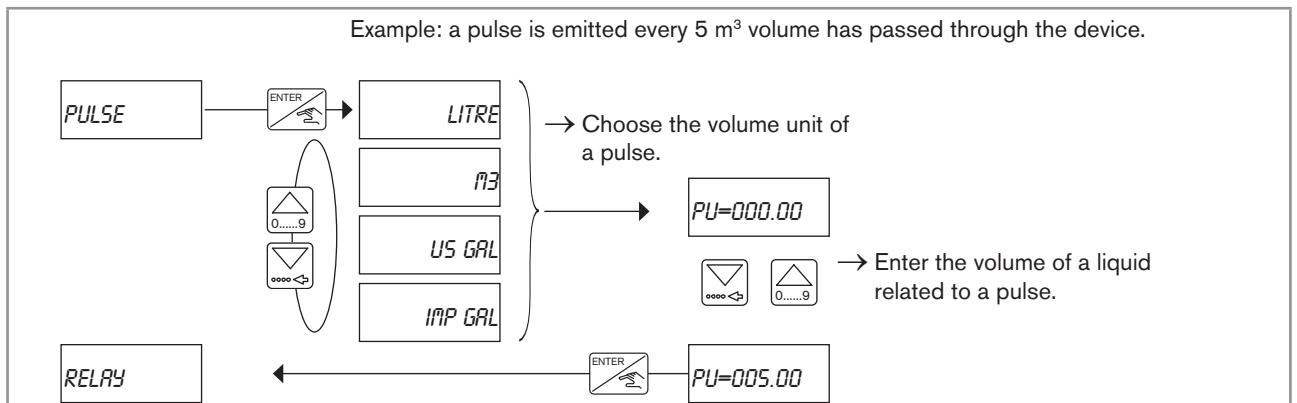 Example: a pulse is emitted every 5 m³ volume has passed through the device.
PULSE
ENTER
LITRE
→ Choose the volume unit of
a pulse.
M3
0......9
PU=000.00
US GAL
→ Enter the volume of a liquid
related to a pulse.
0......9
IMP GAL
RELAY
ENTER
PU=005.00